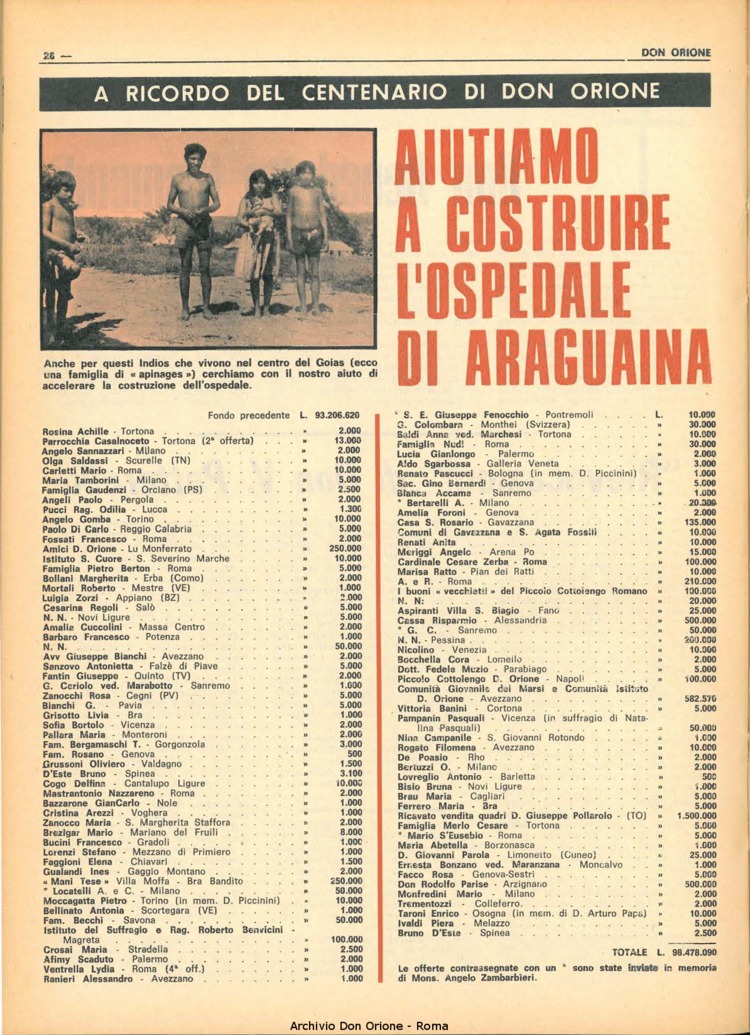 26 —
DON ORIONE
A RICORDO DEL CENTENARIO DI DON ORIONE
AIUTIAMO
A COSTRUIRE
L'OSPEDALE
DI ARAGUAINA
Anche per questi Indios che vivono nel centro del Goias (ecco
una famiglia di « apinages ») cerchiamo con il nostro aiuto di
accelerare la costruzione dell'ospedale.
Fondo precedente L. 93.206.620
Rosina Achille - Tortona . . . . » 2.000
Parrocchia Casalnoceto - Tortona (2ª offerta) . . . » 13.000
Angelo Sannazzari - Milano . . . . » 2.000
Olga Saldassi - Scurelle (TN) . . . . » 10.000
Carletti Mario - Roma . . . . » 10.000
Maria Tamborini - Milano . . . . » 5.000
Famiglia Gaudenzi - Orciano (PS) . . . . » 2.500
Angeli Paolo - Pergola . . . . » 2.000
Pucci Rag. Odilia - Lucca . . . . » 1.300
Angelo Gomba - Torino . . . . » 10.000
Paolo Di Carlo - Reggio Calabria . . . . » 5.000
Fossati Francesco - Roma . . . . » 2.000
Amici D. Orione - Lu Monferrato . . . . » 250.000
Istituto S. Cuore - S. Severino Marche . . . . » 10.000
Famiglia Pietro Berton - Roma . . . . » 5.000
Bollani Margherita - Erba (Como) . . . . » 2.000
Mortali Roberto - Mestre (VE) . . . . » 1.000
Luigia Zorzi - Appiano (BZ) . . . . » 2.000
Cesarina Regoli - Salò . . . . » 5.000
N. N. - Novi Ligure . . . . » 5.000
Amalia Cuccolini - Massa Centro . . . . » 2.000
Barbaro Francesco - Potenza . . . . » 1.000
N. N. . . . . » 50.000
Avv Giuseppe Bianchi - Avezzano . . . . » 2.000
Sanzovo Antonietta - Falzè di Piave . . . . » 5.000
Fantin Giuseppe - Quinto (TV) . . . . » 2.000
G. Ceriolo ved. Marabotto - Sanremo . . . . » 1.000
Zanocchi Rosa - Cegni (PV) . . . . » 5.000
Bianchi G. - Pavia . . . . » 5.000
Grisotto Livia - Bra . . . . » 1.000
Sofia Bortolo - Vicenza . . . . » 2.000
Pallara Maria - Monteroni . . . . » 2.000
Fam. Bergamaschi T. - Gorgonzola . . . . » 3.000
Fam. Rosano - Genova . . . . » 500
Grussoni Oliviero - Valdagno . . . . » 1.500
D'Este Bruno - Spinea . . . . » 3.100
Cogo Delfina - Cantalupo Ligure . . . . » 10.000
Mastrantonio Nazzareno - Roma . . . . » 2.000
Bazzarone GianCarlo - Nole . . . . » 1.000
Cristina Arezzi - Voghera . . . . » 1.000
Zanocco Maria - S. Margherita Staffora . . . . » 2.000
Brezigar Mario - Mariano del Fruili . . . . » 8.000
Bucini Francesco - Gradoli . . . . » 1.000
Lorenzi Stefano - Mezzano di Primiero . . . . » 1.000
Faggioni Elena - Chiavari . . . . » 1.500
Gualandi Ines - Gaggio Montano . . . . » 2.000
« Mani Tese » Villa Moffa - Bra Bandito . . . . » 250.000
* Locatelli A. e C. - Milano . . . . » 50.000
Moccagatta Pietro - Torino (in mem. D. Piccinini) . . » 10.000
Bellinato Antonia - Scortegara (VE) . . . . » 1.000
Fam. Becchi - Savona . . . . » 50.000
Istituto del Suffragio e Rag. Roberto Benvicini -
Magreta . . . . » 100.000
Crosai Maria - Stradella . . . . » 2.500
Afimy Scaduto - Palermo . . . . » 2.000
Ventrella Lydia - Roma (4ª off.) . . . . » 1.000
Ranieri Alessandro - Avezzano . . . . » 1.000
* S. E. Giuseppe Fenocchio - Pontremoli . . . . L. 10.000
G. Colombara - Monthei (Svizzera) . . . . » 30.000
Baldi Anna ved. Marchesi - Tortona . . . . » 10.000
Famiglia Nudi - Roma . . . . » 30.000
Lucia Gianlongo - Palermo . . . . » 2.000
Aldo Sgarbossa - Galleria Veneta . . . . » 3.000
Renato Pascucci - Bologna (in mem. D. Piccinini) . . » 1.000
Sac. Gino Bernardi - Genova . . . . » 5.000
Bianca Accame - Sanremo . . . . » 1.000
* Bertarelli A. - Milano . . . . » 20.000
Amelia Foroni - Genova . . . . » 2.000
Casa S. Rosario - Gavazzana . . . . » 135.000
Comuni di Gavazzana e S. Agata Fossili . . . . » 10.000
Renati Anita . . . . » 10.000
Meriggi Angelo - Arena Po . . . . » 15.000
Cardinale Cesare Zerba - Roma . . . . » 100.000
Marisa Ratto - Pian dei Ratti . . . . » 10.000
A. e R. - Roma . . . . » 210.000
I buoni « vecchietti » del Piccolo Cottolengo Romano » 100.000
N. N. . . . . » 20.000
Aspiranti Villa S. Biagio - Fano . . . . » 25.000
Cassa Risparmio - Alessandria . . . . » 500.000
* G. C. - Sanremo . . . . » 50.000
N. N. - Pessina . . . . » 200.000
Nicolino - Venezia . . . . » 10.000
Bocchella Cora - Lomello . . . . » 2.000
Dott. Fedele Muzio - Parabiago . . . . » 5.000
Piccolo Cottolengo D. Orione - Napoli . . . . » 100.000
Comunità Giovanile dei Marsi e Comunità Istituto
D. Orione - Avezzano . . . . » 582.570
Vittoria Banini - Cortona . . . . » 5.000
Pampanin Pasquali - Vicenza (in suffragio di Nata-
lina Pasquali) . . . . » 50.000
Nina Campanile - S. Giovanni Rotondo . . . . » 1.000
Rogato Filomena - Avezzano . . . . » 10.000
De Poasio - Rho . . . . » 2.000
Bertuzzi O. - Milano . . . . » 2.000
Lovreglio Antonio - Barletta . . . . » 500
Bisio Bruna - Novi Ligure . . . . » 1.000
Brau Maria - Cagliari . . . . » 5.000
Ferrero Maria - Bra . . . . » 5.000
Ricavato vendita quadri D. Giuseppe Pollarolo - (TO) » 1.500.000
Famiglia Merlo Cesare - Tortona . . . . » 5.000
* Mario S'Eusebio - Roma . . . . » 5.000
Maria Abetella - Borzonasca . . . . » 1.000
D. Giovanni Parola - Limonetto (Cuneo) . . . . » 25.000
Ernesta Bonzano ved. Maranzana - Moncalvo . . . . » 1.000
Facco Rosa - Genova-Sestri . . . . » 5.000
Don Rodolfo Parise - Arzignano . . . . » 500.000
Monfredini Mario - Milano . . . . » 2.000
Trementozzi - Colleferro. . . . . » 2.000
Taroni Enrico - Osogna (in mem. di D. Arturo Papa) » 10.000
Ivaldi Piera - Melazzo . . . . » 5.000
Bruno D'Este - Spinea . . . . » 2.500
TOTALE L. 98.478.090
Le offerte contrassegnate con un * sono state inviate in memoria
di Mons. Angelo Zambarbieri.
Archivio Don Orione - Roma